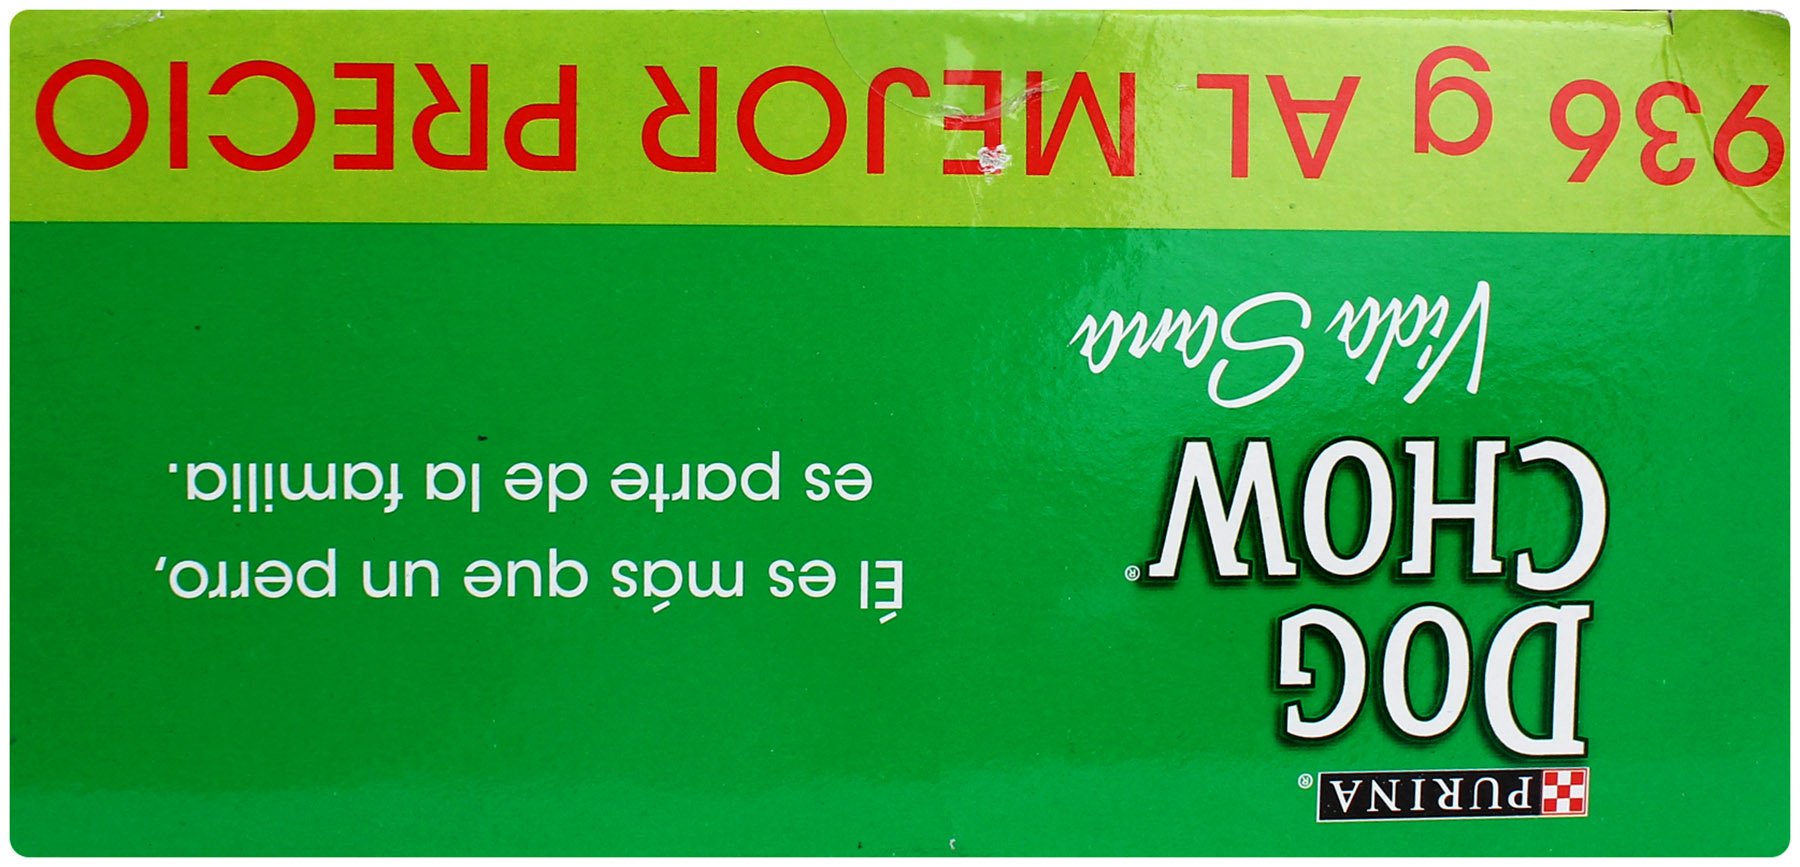 PURINA®
DOG
CHOW®
Vida Sana
Él es más que un perro,
es parte de la familia.
936 g AL MEJOR PRECIO